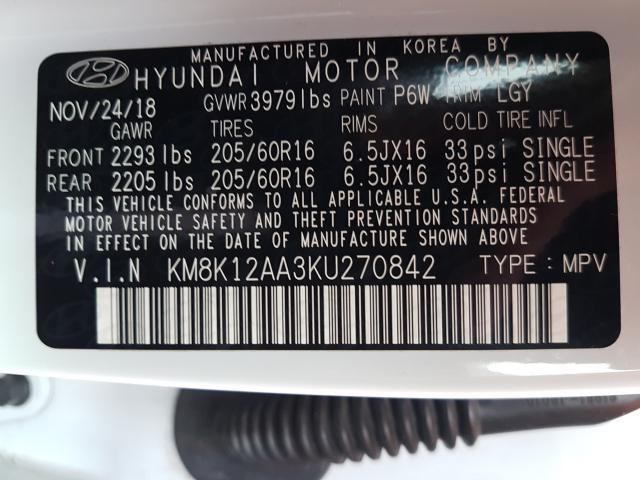 MANUFACTURED IN KOREA BY
HYUNDAI MOTOR COMPANY
NOV/24/18 GVWR 3979lbs PAINT P6W TRIM LGY
GAWR TIRES RIMS COLD TIRE INFL
FRONT 2293 lbs 205/60R16 6.5JX16 33psi SINGLE
REAR 2205 lbs 205/60R16 6.5JX16 33psi SINGLE
THIS VEHICLE CONFORMS TO ALL APPLICABLE U.S.A. FEDERAL
MOTOR VEHICLE SAFETY AND THEFT PREVENTION STANDARDS
IN EFFECT ON THE DATE OF MANUFACTURE SHOWN ABOVE.
V.I.N KM8K12AA3KU270842 TYPE : MPV